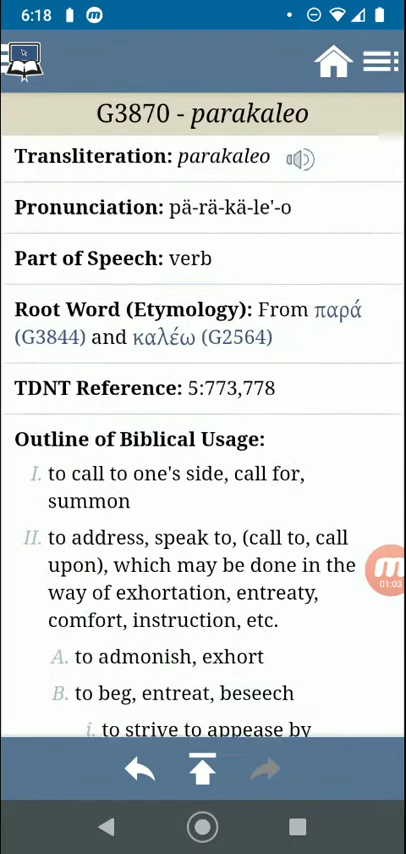 6:18
G3870 - parakaleo
Transliteration: parakaleo
Pronunciation: pä-rä-kä-le'-o
Part of Speech: verb
Root Word (Etymology): From παρά
(G3844) and καλέω (G2564)
TDNT Reference: 5:773,778
Outline of Biblical Usage:
I. to call to one's side, call for,
summon
II. to address, speak to, (call to, call
upon), which may be done in the
way of exhortation, entreaty,
comfort, instruction, etc.
A. to admonish, exhort
B. to beg, entreat, beseech
i. to strive to appease by
01:03